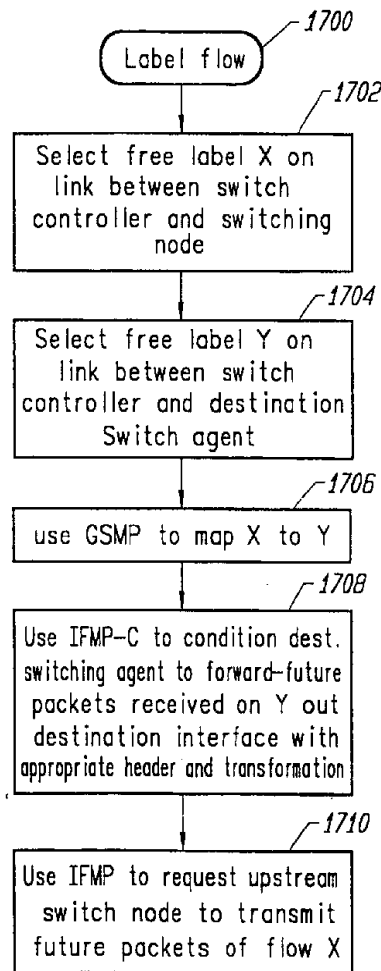 1700
Label flow
1702
Select free label X on
link between switch
controller and switching
node
1704
Select free label Y on
link between switch
controller and destination
Switch agent
1706
use GSMP to map X to Y
1708
Use IFMP-C to condition dest.
switching agent to forward-future
packets received on Y out
destination interface with
appropriate header and transformation
1710
Use IFMP to request upstream
switch node to transmit
future packets of flow X